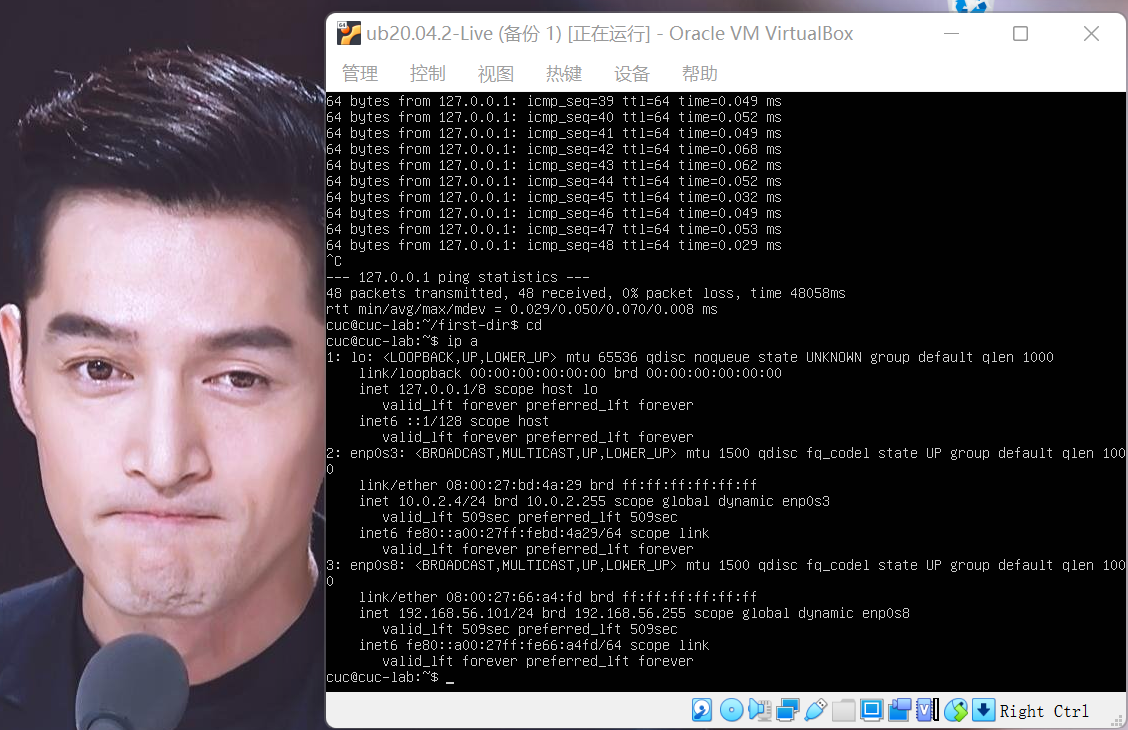 ub20.04.2-Live (备份 1) [正在运行] - Oracle VM VirtualBox
管理 控制 视图 热键 设备 帮助
64 bytes from 127.0.0.1: icmp_seq=39 ttl=64 time=0.049 ms
64 bytes from 127.0.0.1: icmp_seq=40 ttl=64 time=0.052 ms
64 bytes from 127.0.0.1: icmp_seq=41 ttl=64 time=0.049 ms
64 bytes from 127.0.0.1: icmp_seq=42 ttl=64 time=0.068 ms
64 bytes from 127.0.0.1: icmp_seq=43 ttl=64 time=0.062 ms
64 bytes from 127.0.0.1: icmp_seq=44 ttl=64 time=0.052 ms
64 bytes from 127.0.0.1: icmp_seq=45 ttl=64 time=0.032 ms
64 bytes from 127.0.0.1: icmp_seq=46 ttl=64 time=0.049 ms
64 bytes from 127.0.0.1: icmp_seq=47 ttl=64 time=0.053 ms
64 bytes from 127.0.0.1: icmp_seq=48 ttl=64 time=0.029 ms
^C
--- 127.0.0.1 ping statistics ---
48 packets transmitted, 48 received, 0% packet loss, time 48058ms
rtt min/avg/max/mdev = 0.029/0.050/0.070/0.008 ms
cuc@cuc-lab:~/first-dir$ cd
cuc@cuc-lab:~$ ip a
1: lo: <LOOPBACK,UP,LOWER_UP> mtu 65536 qdisc noqueue state UNKNOWN group default qlen 1000
link/loopback 00:00:00:00:00:00 brd 00:00:00:00:00:00
inet 127.0.0.1/8 scope host lo
valid_lft forever preferred_lft forever
inet6 ::1/128 scope host
valid_lft forever preferred_lft forever
2: enp0s3: <BROADCAST,MULTICAST,UP,LOWER_UP> mtu 1500 qdisc fq_codel state UP group default qlen 100
0
link/ether 08:00:27:bd:4a:29 brd ff:ff:ff:ff:ff:ff
inet 10.0.2.4/24 brd 10.0.2.255 scope global dynamic enp0s3
valid_lft 509sec preferred_lft 509sec
inet6 fe80::a00:27ff:febd:4a29/64 scope link
valid_lft forever preferred_lft forever
3: enp0s8: <BROADCAST,MULTICAST,UP,LOWER_UP> mtu 1500 qdisc fq_codel state UP group default qlen 100
0
link/ether 08:00:27:66:a4:fd brd ff:ff:ff:ff:ff:ff
inet 192.168.56.101/24 brd 192.168.56.255 scope global dynamic enp0s8
valid_lft 509sec preferred_lft 509sec
inet6 fe80::a00:27ff:fe66:a4fd/64 scope link
valid_lft forever preferred_lft forever
cuc@cuc-lab:~$ _
Right Ctrl